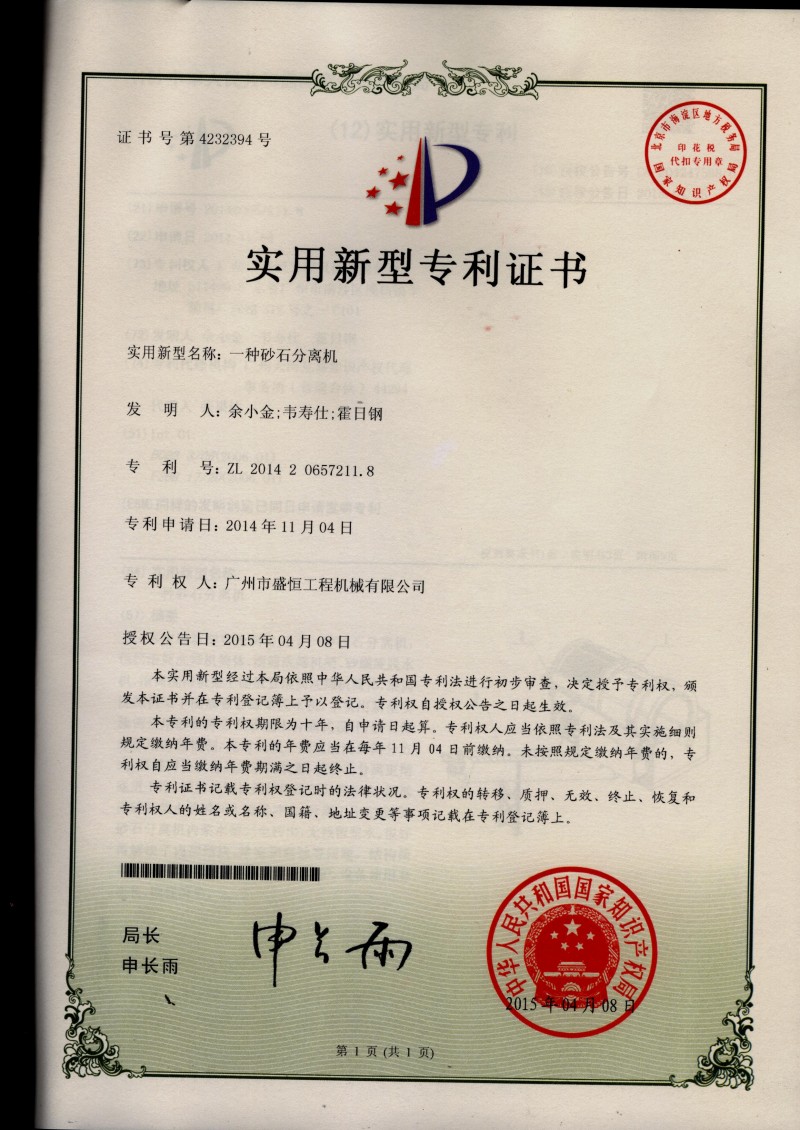 证书号第4232394号
北京市海淀区地方税务局
印花税
代扣专用章
国家知识产权局
实用新型专利证书
实用新型名称：一种砂石分离机
发明人：余小金;韦寿仕;霍日钢
专利号：ZL 2014 2 0657211.8
专利申请日：2014年11月04日
专利权人：广州市盛恒工程机械有限公司
授权公告日：2015年04月08日
本实用新型经过本局依照中华人民共和国专利法进行初步审查，决定授予专利权，颁
发本证书并在专利登记簿上予以登记。专利权自授权公告之日起生效。
本专利的专利权期限为十年，自申请日起算。专利权人应当依照专利法及其实施细则
规定缴纳年费。本专利的年费应当在每年11月04日前缴纳。未按照规定缴纳年费的，专
利权自应当缴纳年费期满之日起终止。
专利证书记载专利权登记时的法律状况。专利权的转移、质押、无效、终止、恢复和
专利权人的姓名或名称、国籍、地址变更等事项记载在专利登记簿上。
局长
申长雨
申长雨
中华人民共和国国家知识产权局
2015年04月08日
第1页(共1页)